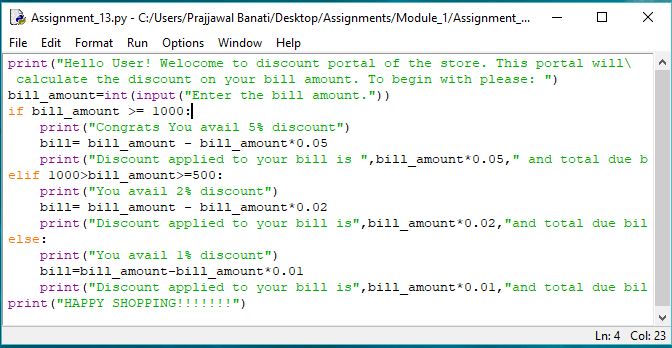 Assignment_13.py - C:/Users/Prajjawal Banati/Desktop/Assignments/Module_1/Assignment_...
File Edit Format Run Options Window Help
print("Hello User! Welocome to discount portal of the store. This portal will\
 calculate the discount on your bill amount. To begin with please: ")
bill_amount=int(input("Enter the bill amount."))
if bill_amount >= 1000:
    print("Congrats You avail 5% discount")
    bill= bill_amount - bill_amount*0.05
    print("Discount applied to your bill is ",bill_amount*0.05," and total due b
elif 1000>bill_amount>=500:
    print("You avail 2% discount")
    bill= bill_amount - bill_amount*0.02
    print("Discount applied to your bill is",bill_amount*0.02,"and total due bil
else:
    print("You avail 1% discount")
    bill=bill_amount-bill_amount*0.01
    print("Discount applied to your bill is",bill_amount*0.01,"and total due bil
print("HAPPY SHOPPING!!!!!!!")
Ln: 4 Col: 23